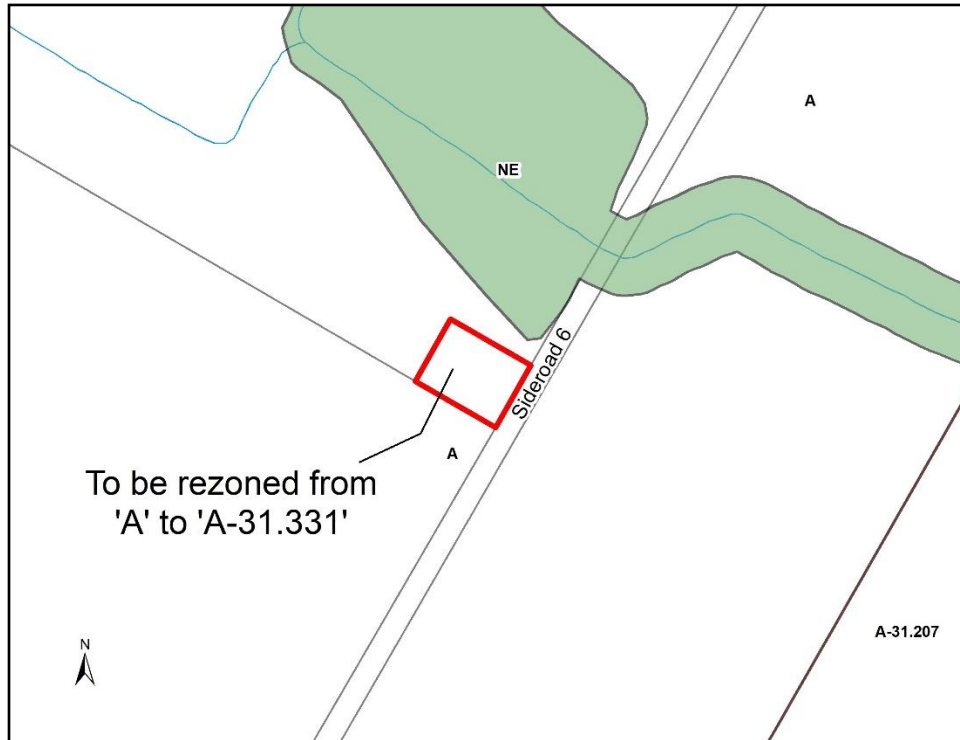 A
NE
Sideroad 6
A
To be rezoned from
'A' to 'A-31.331'
A-31.207
N